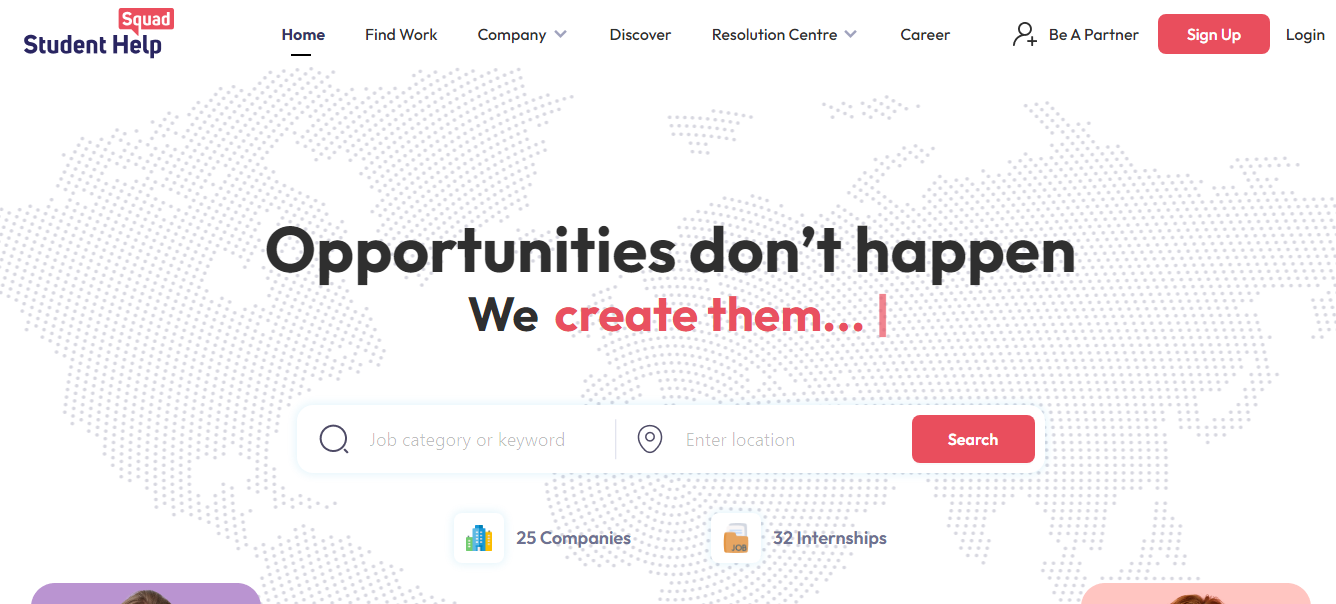 Squad
Student Help
Home Find Work Company Discover Resolution Centre Career Be A Partner Sign Up Login
Opportunities don’t happen
We create them...
Job category or keyword Enter location Search
JOB
25 Companies 32 Internships